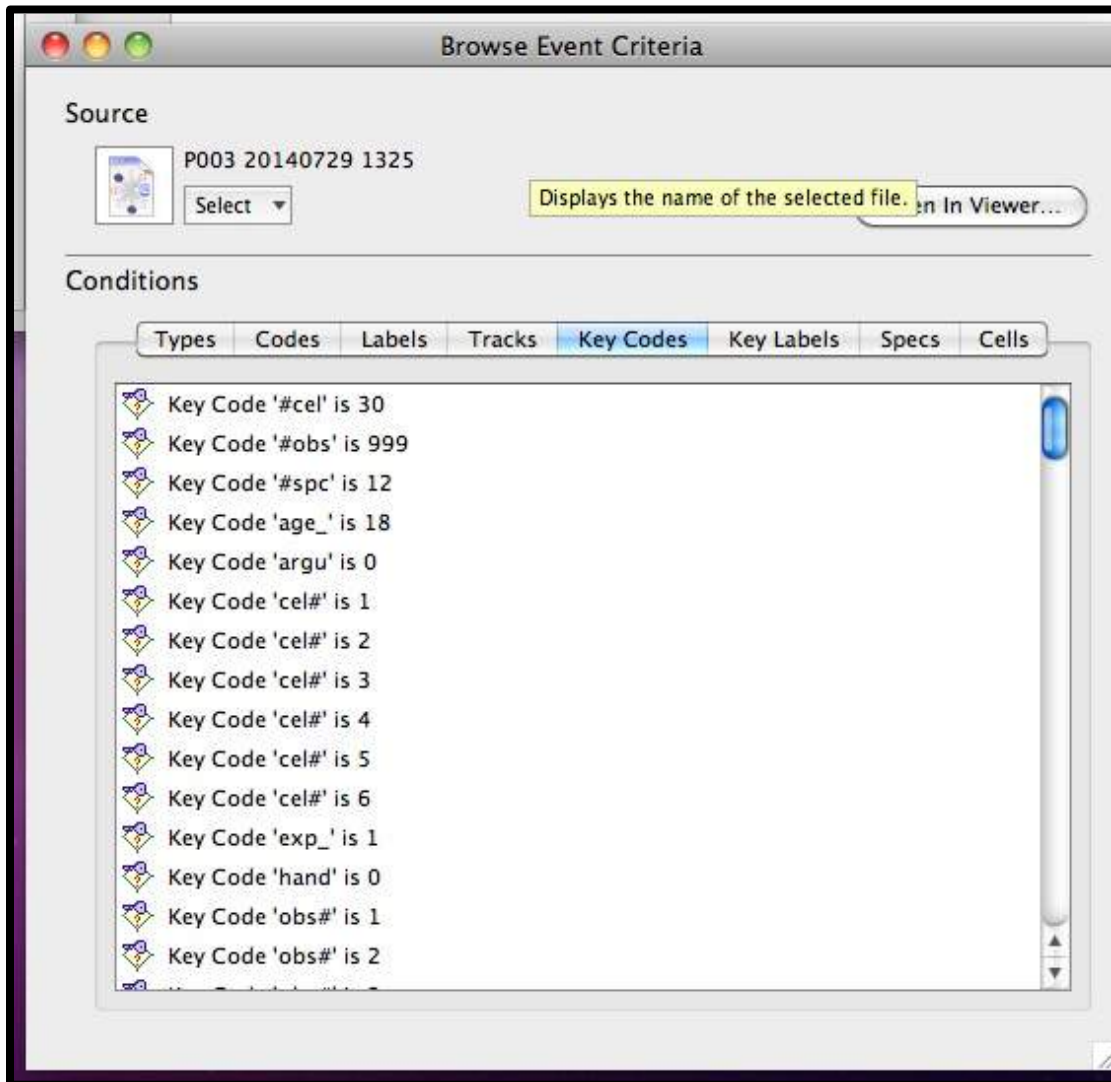 Browse Event Criteria
Source
P003 20140729 1325
Select
Displays the name of the selected file.
en In Viewer...
Conditions
Types Codes Labels Tracks Key Codes Key Labels Specs Cells
Key Code '#cel' is 30
Key Code '#obs' is 999
Key Code '#spc' is 12
Key Code 'age_' is 18
Key Code 'argu' is 0
Key Code 'cel#' is 1
Key Code 'cel#' is 2
Key Code 'cel#' is 3
Key Code 'cel#' is 4
Key Code 'cel#' is 5
Key Code 'cel#' is 6
Key Code 'exp_' is 1
Key Code 'hand' is 0
Key Code 'obs#' is 1
Key Code 'obs#' is 2